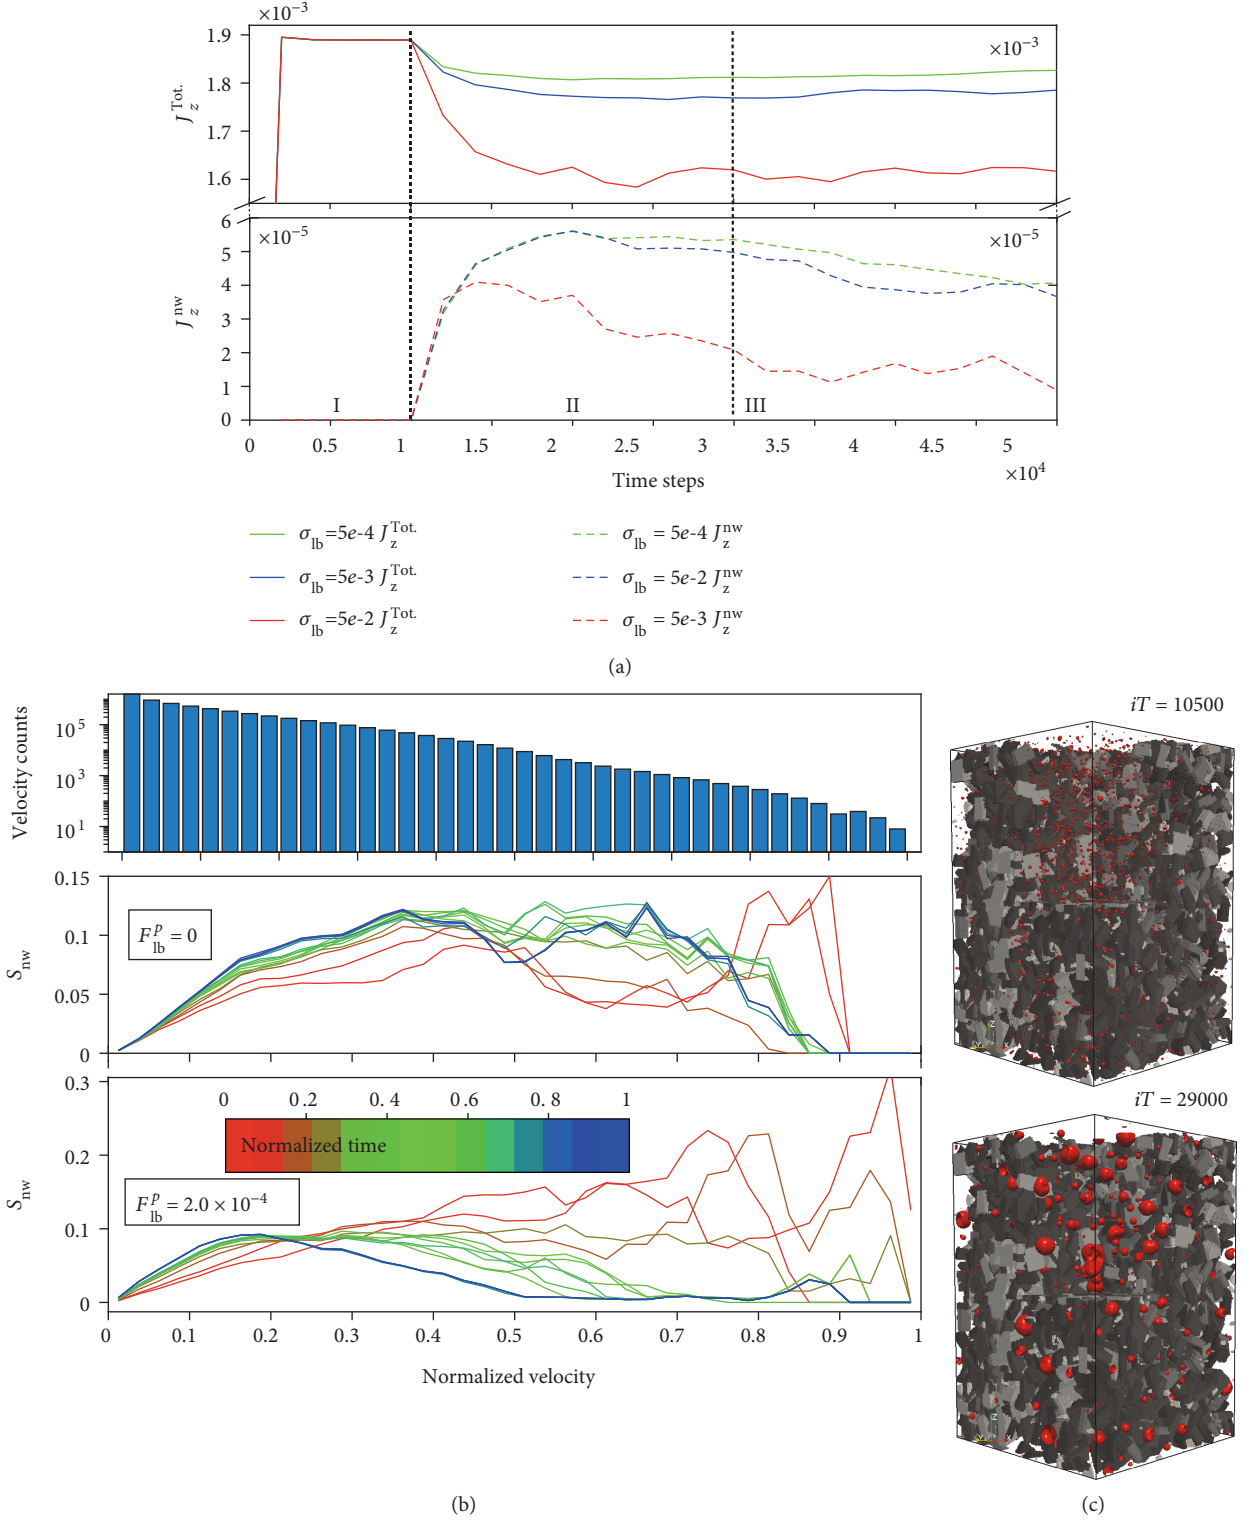 ×10⁻³
1.9
1.8
1.7
1.6
J_z^Tot.
×10⁻³
6
5
4
3
2
1
0
J_z^nw
×10⁻⁵
×10⁻⁵
I
II
III
0 0.5 1 1.5 2 2.5 3 3.5 4 4.5 5
×10⁴
Time steps
σ_lb=5e-4 J_z^Tot.
σ_lb = 5e-4 J_z^nw
σ_lb=5e-3 J_z^Tot.
σ_lb = 5e-2 J_z^nw
σ_lb=5e-2 J_z^Tot.
σ_lb = 5e-3 J_z^nw
(a)
Velocity counts
10⁵
10³
10¹
S_nw
0.15
0.1
0.05
0
F_lb^p = 0
S_nw
0.3
0.2
0.1
0
0 0.2 0. 4 0.6 0. 8 1
Normalized time
F_lb^p = 2.0 × 10⁻⁴
0 0.1 0.2 0.3 0.4 0.5 0.6 0.7 0.8 0.9 1
Normalized velocity
(b)
iT = 10500
Z
iT = 29000
Z
Y
X
(c)